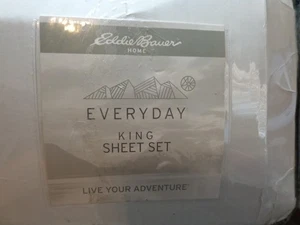 Eddie Bauer
HOME
EVERYDAY
KING
SHEET SET
LIVE YOUR ADVENTURE